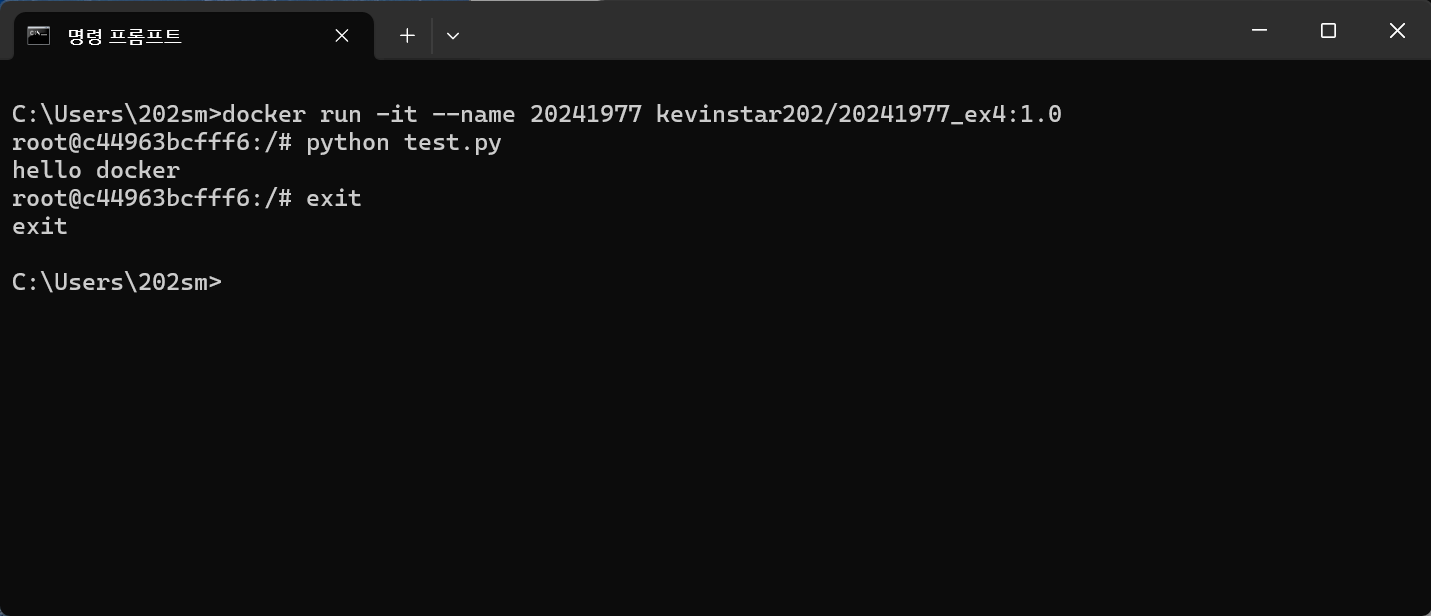 명령 프롬프트
C:\Users\202sm>docker run -it --name 20241977 kevinstar202/20241977_ex4:1.0
root@c44963bcfff6:/# python test.py
hello docker
root@c44963bcfff6:/# exit
exit
C:\Users\202sm>